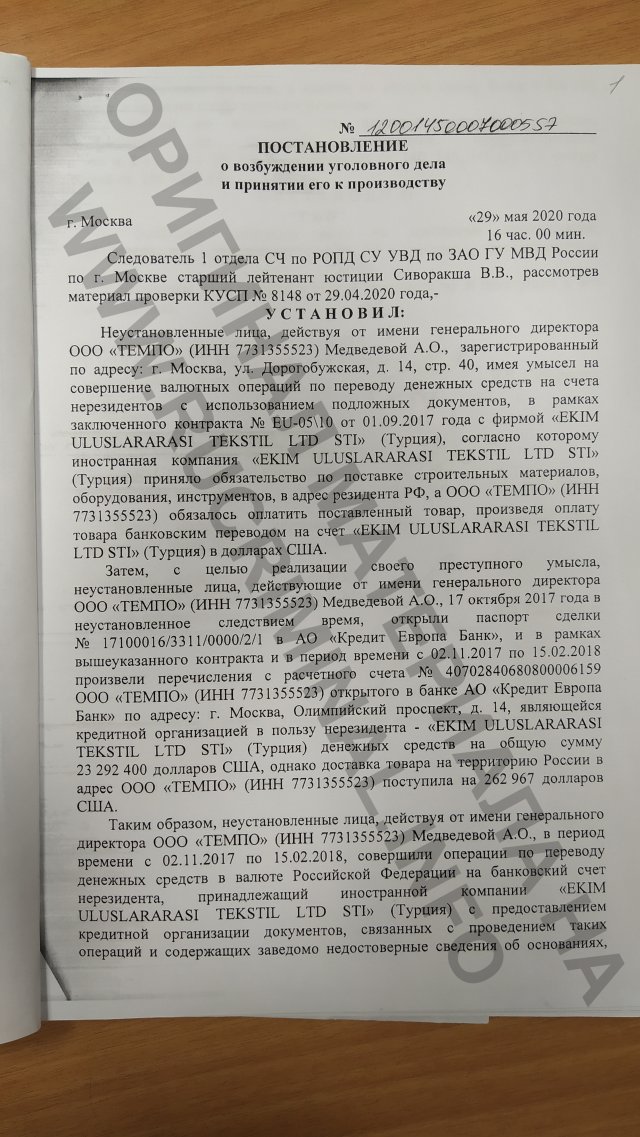 1
№ 12001450007000557
ПОСТАНОВЛЕНИЕ
о возбуждении уголовного дела
и принятии его к производству
г. Москва «29» мая 2020 года
16 час. 00 мин.
Следователь 1 отдела СЧ по РОПД СУ УВД по ЗАО ГУ МВД России
по г. Москве старший лейтенант юстиции Сиворакша В.В., рассмотрев
материал проверки КУСП № 8148 от 29.04.2020 года,-
УСТАНОВИЛ:
Неустановленные лица, действуя от имени генерального директора
ООО «ТЕМПО» (ИНН 7731355523) Медведевой А.О., зарегистрированный
по адресу: г. Москва, ул. Дорогобужская, д. 14, стр. 40, имея умысел на
совершение валютных операций по переводу денежных средств на счета
нерезидентов с использованием подложных документов, в рамках
заключенного контракта № EU-05\10 от 01.09.2017 года с фирмой «EKIM
ULUSLARARASI TEKSTIL LTD STI» (Турция), согласно которому
иностранная компания «EKIM ULUSLARARASI TEKSTIL LTD STI»
(Турция) приняло обязательство по поставке строительных материалов,
оборудования, инструментов, в адрес резидента РФ, а ООО «ТЕМПО» (ИНН
7731355523) обязалось оплатить поставленный товар, произведя оплату
товара банковским переводом на счет «EKIM ULUSLARARASI TEKSTIL
LTD STI» (Турция) в долларах США.
Затем, с целью реализации своего преступного умысла,
неустановленные лица, действующие от имени генерального директора
ООО «ТЕМПО» (ИНН 7731355523) Медведевой А.О., 17 октября 2017 года в
неустановленное следствием время, открыли паспорт сделки
№ 17100016/3311/0000/2/1 в АО «Кредит Европа Банк», и в рамках
вышеуказанного контракта и в период времени с 02.11.2017 по 15.02.2018
произвели перечисления с расчетного счета № 40702840680800006159
ООО «ТЕМПО» (ИНН 7731355523) открытого в банке АО «Кредит Европа
Банк» по адресу: г. Москва, Олимпийский проспект, д. 14, являющейся
кредитной организацией в пользу нерезидента - «EKIM ULUSLARARASI
TEKSTIL LTD STI» (Турция) денежных средств на общую сумму
23 292 400 долларов США, однако доставка товара на территорию России в
адрес ООО «ТЕМПО» (ИНН 7731355523) поступила на 262 967 долларов
США.
Таким образом, неустановленные лица, действуя от имени генерального
директора ООО «ТЕМПО» (ИНН 7731355523) Медведевой А.О., в период
времени с 02.11.2017 по 15.02.2018, совершили операции по переводу
денежных средств в валюте Российской Федерации на банковский счет
нерезидента, принадлежащий иностранной компании «EKIM
ULUSLARARASI TEKSTIL LTD STI» (Турция) с предоставлением
кредитной организации документов, связанных с проведением таких
операций и содержащих заведомо недостоверные сведения об основаниях,
ОРИГИНАЛ МАТЕРИАЛА НА
WWW.RUCRIMINAL.INFO